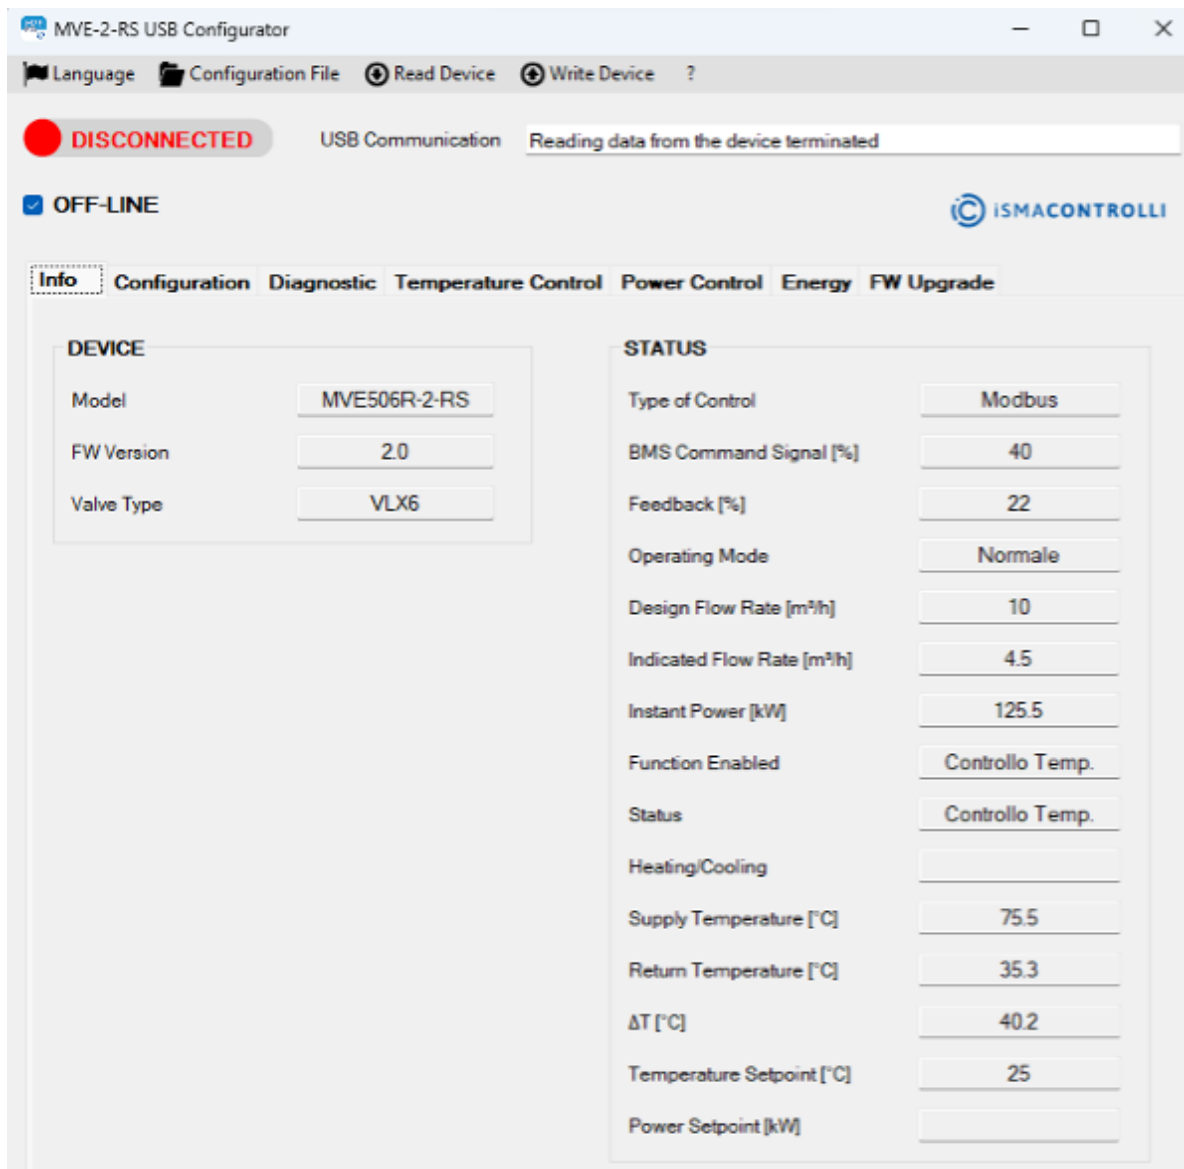 MVE-2-RS USB Configurator
Language Configuration File Read Device Write Device ?
DISCONNECTED USB Communication Reading data from the device terminated
OFF-LINE
iSMACONTROLLI
Info Configuration Diagnostic Temperature Control Power Control Energy FW Upgrade
DEVICE
Model MVE506R-2-RS
FW Version 2.0
Valve Type VLX6
STATUS
Type of Control Modbus
BMS Command Signal [%] 40
Feedback [%] 22
Operating Mode Normale
Design Flow Rate [m³/h] 10
Indicated Flow Rate [m³/h] 4.5
Instant Power [kW] 125.5
Function Enabled Controllo Temp.
Status Controllo Temp.
Heating/Cooling
Supply Temperature [°C] 75.5
Return Temperature [°C] 35.3
ΔT [°C] 40.2
Temperature Setpoint [°C] 25
Power Setpoint [kW]